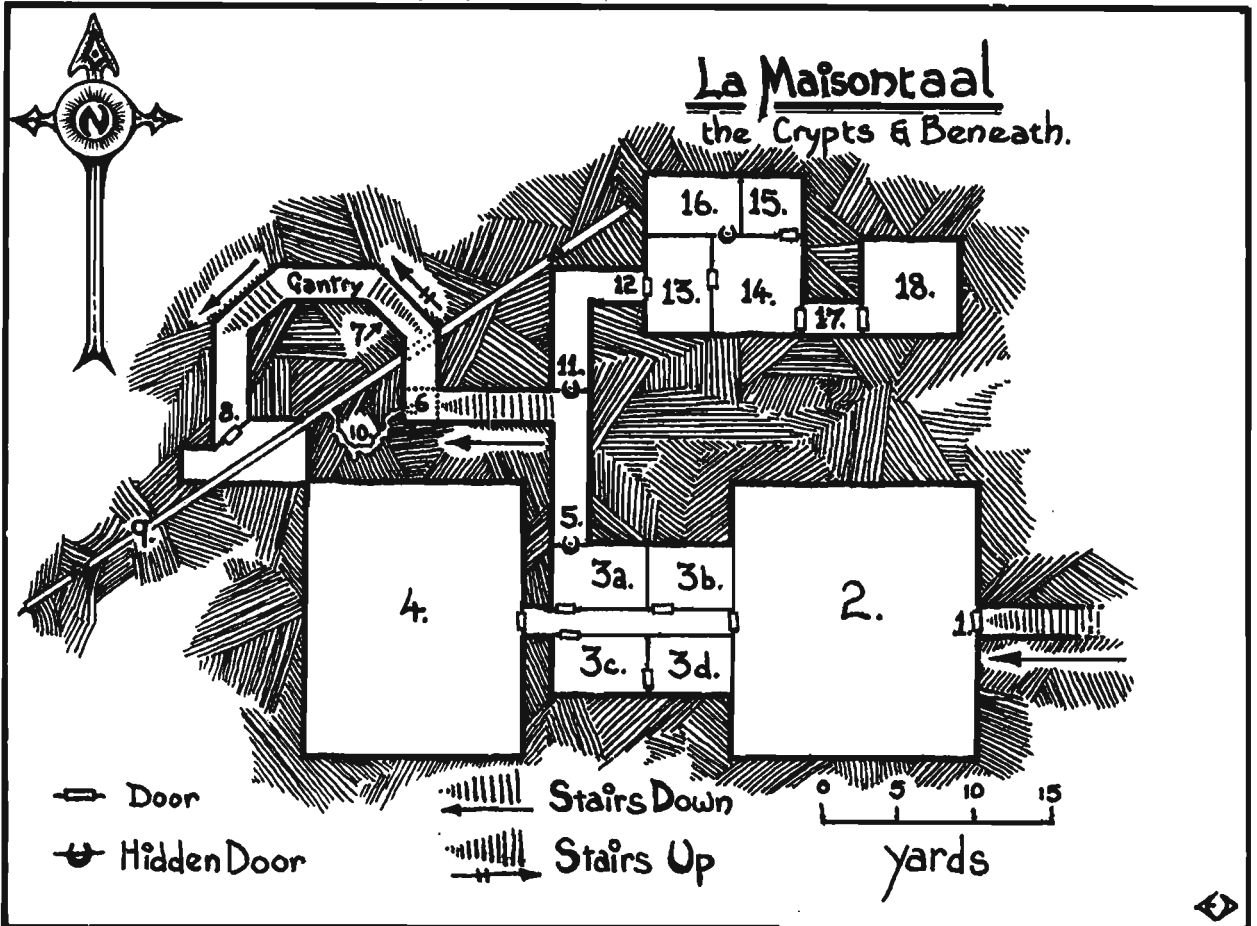 N
La Maisontaal
the Crypts & Beneath.
16. 15.
12 13. 14. 17. 18.
Gantry
7
11.
6
8.
10.
9.
5.
3a. 3b.
4. 2. 1.
3c. 3d.
Door
Hidden Door
Stairs Down
Stairs Up
0 5 10 15
yards